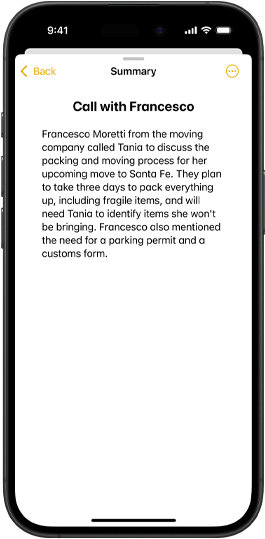 9:41
Back Summary
Call with Francesco
Francesco Moretti from the moving
company called Tania to discuss the
packing and moving process for her
upcoming move to Santa Fe. They plan
to take three days to pack everything
up, including fragile items, and will
need Tania to identify items she won't
be bringing. Francesco also mentioned
the need for a parking permit and a
customs form.